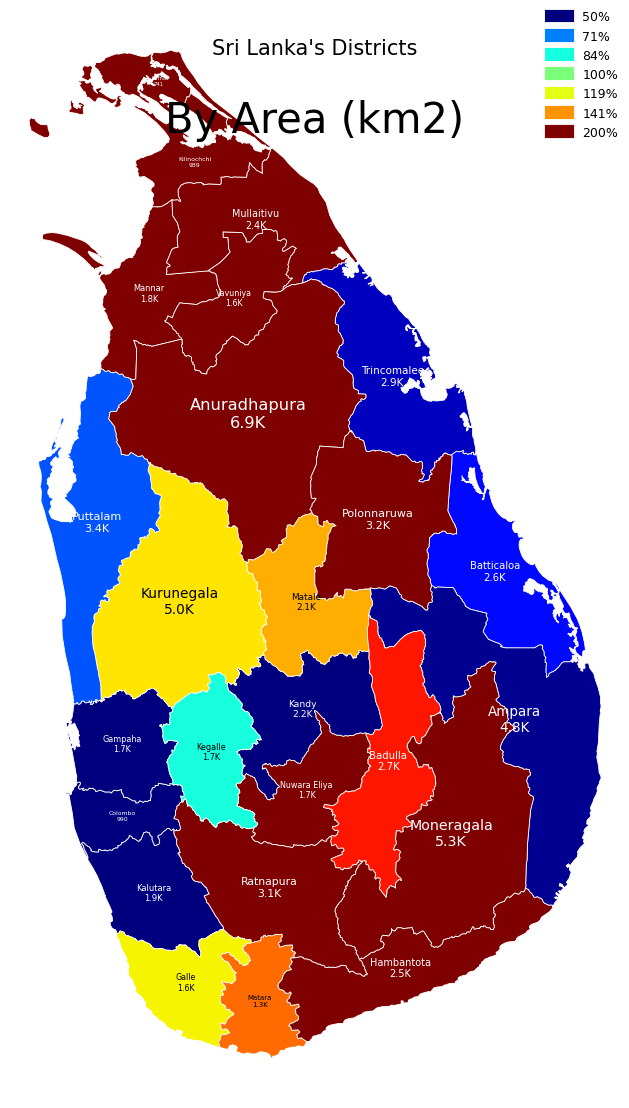 Sri Lanka's Districts
By Area (km2)
50%
71%
84%
100%
119%
141%
200%
Kilinochchi
989
Mullaitivu
2.4K
Mannar
1.8K
Vavuniya
1.6K
Trincomalee
2.9K
Anuradhapura
6.9K
Polonnaruwa
3.2K
Puttalam
3.4K
Batticaloa
2.6K
Kurunegala
5.0K
Matale
2.1K
Kandy
2.2K
Ampara
4.8K
Gampaha
1.7K
Kegalle
1.7K
Badulla
2.7K
Nuwara Eliya
1.7K
Colombo
990
Moneragala
5.3K
Kalutara
1.9K
Ratnapura
3.1K
Hambantota
2.5K
Galle
1.6K
Matara
1.3K